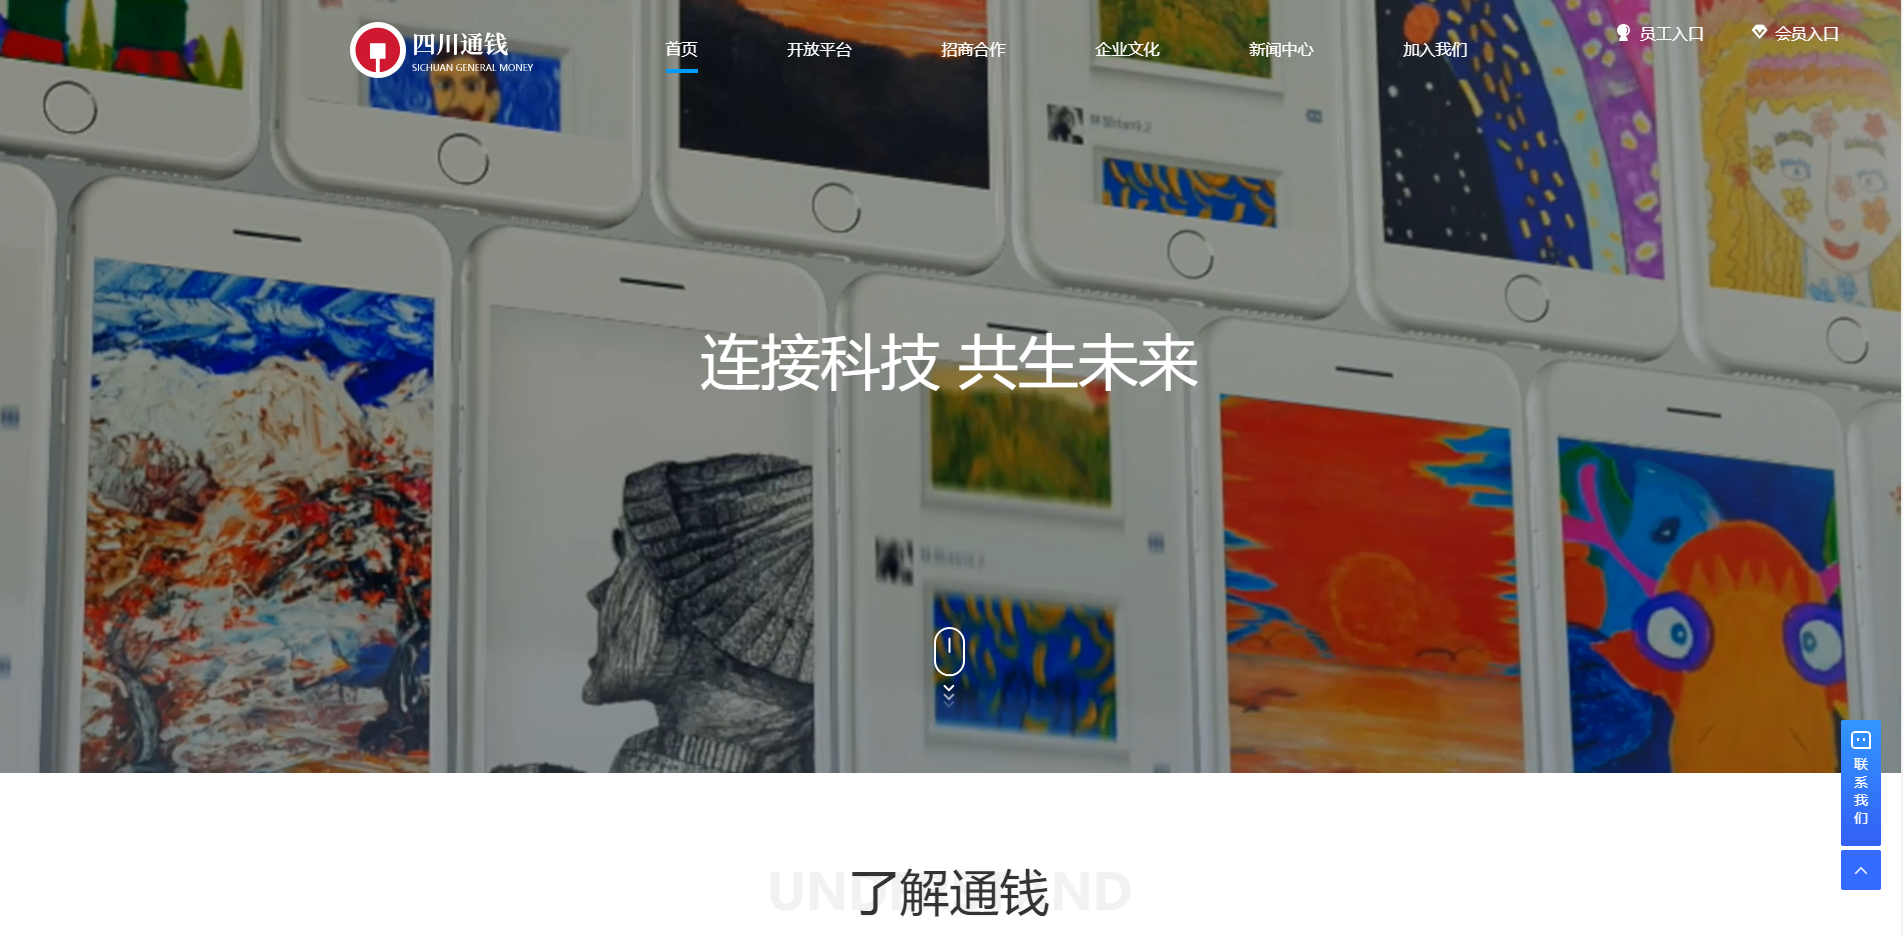 四川通钱
SICHUAN GENERAL MONEY
首页
开放平台
招商合作
企业文化
新闻中心
加入我们
员工入口
会员入口
连接科技 共生未来
联系我们
了解通钱